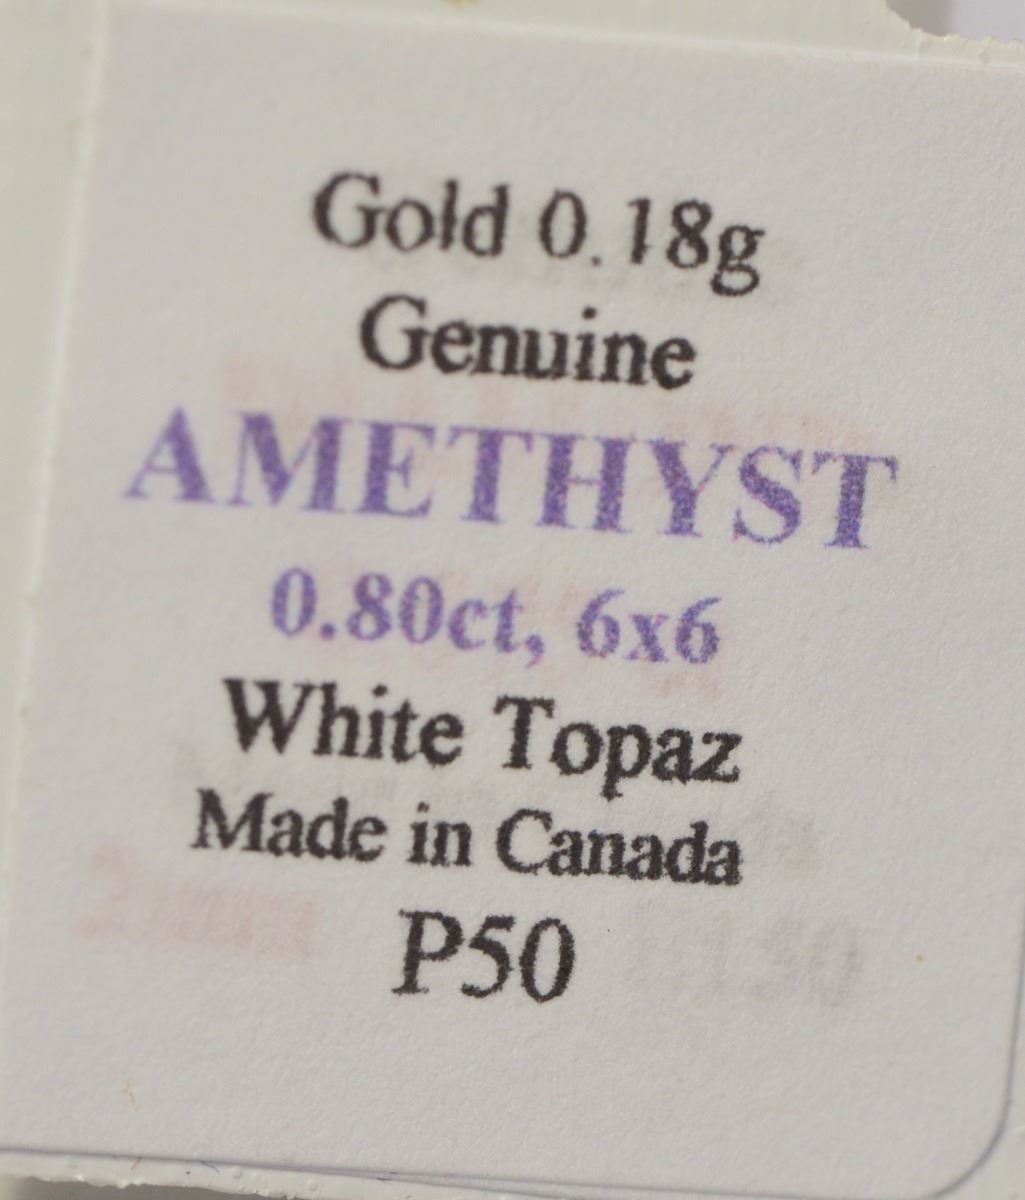 Gold 0.18g
Genuine
AMETHYST
0.80ct, 6x6
White Topaz
Made in Canada
P50